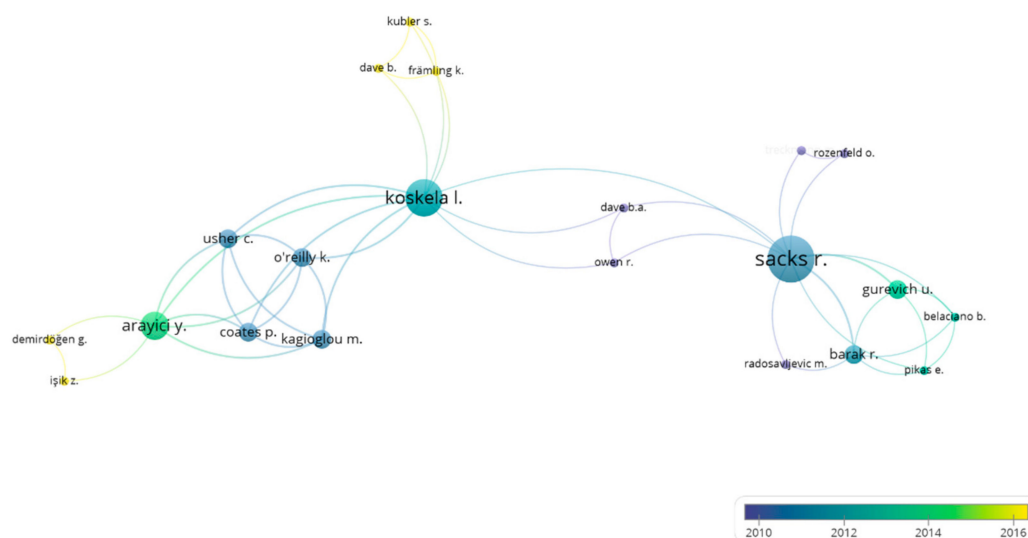 kubler s.
dave b.
främling k.
rozenfeld o.
koskela l.
dave b.a.
usher c.
o'reilly k.
owen r.
sacks r.
gurevich u.
belaciano b.
arayici y.
coates p.
kagioglou m.
demirdöğen g.
barak r.
radosavljevic m.
pikas e.
işik z.
2010
2012
2014
2016